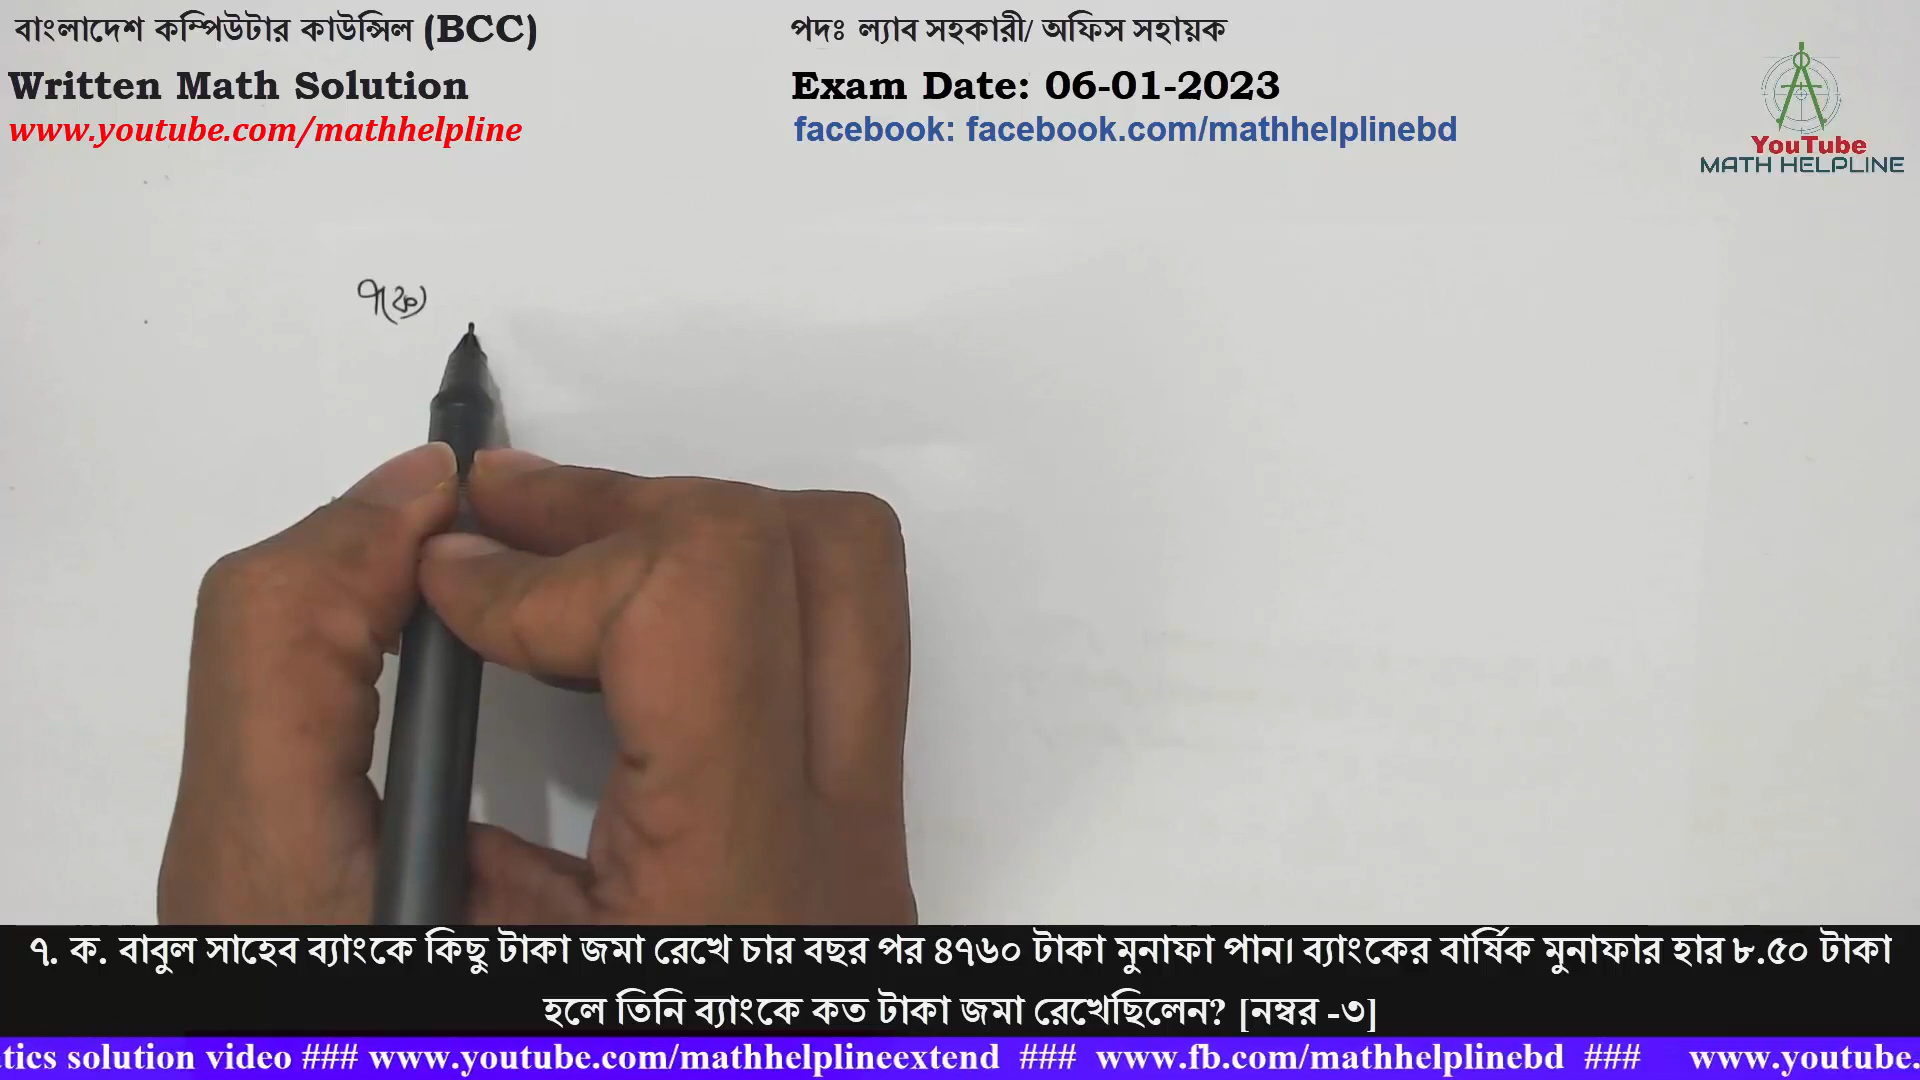 বাংলাদেশ কম্পিউটার কাউন্সিল (BCC)
পদঃ ল্যাব সহকারী/ অফিস সহায়ক
Written Math Solution
Exam Date: 06-01-2023
www.youtube.com/mathhelpline
facebook: facebook.com/mathhelplinebd
YouTube
MATH HELPLINE
৭(ক)
৭. ক. বাবুল সাহেব ব্যাংকে কিছু টাকা জমা রেখে চার বছর পর ৪৭৬০ টাকা মুনাফা পান। ব্যাংকের বার্ষিক মুনাফার হার ৮.৫০ টাকা
হলে তিনি ব্যাংকে কত টাকা জমা রেখেছিলেন? [নম্বর -৩]
tics solution video ### www.youtube.com/mathhelplineextend ### www.fb.com/mathhelplinebd ### www.youtube.